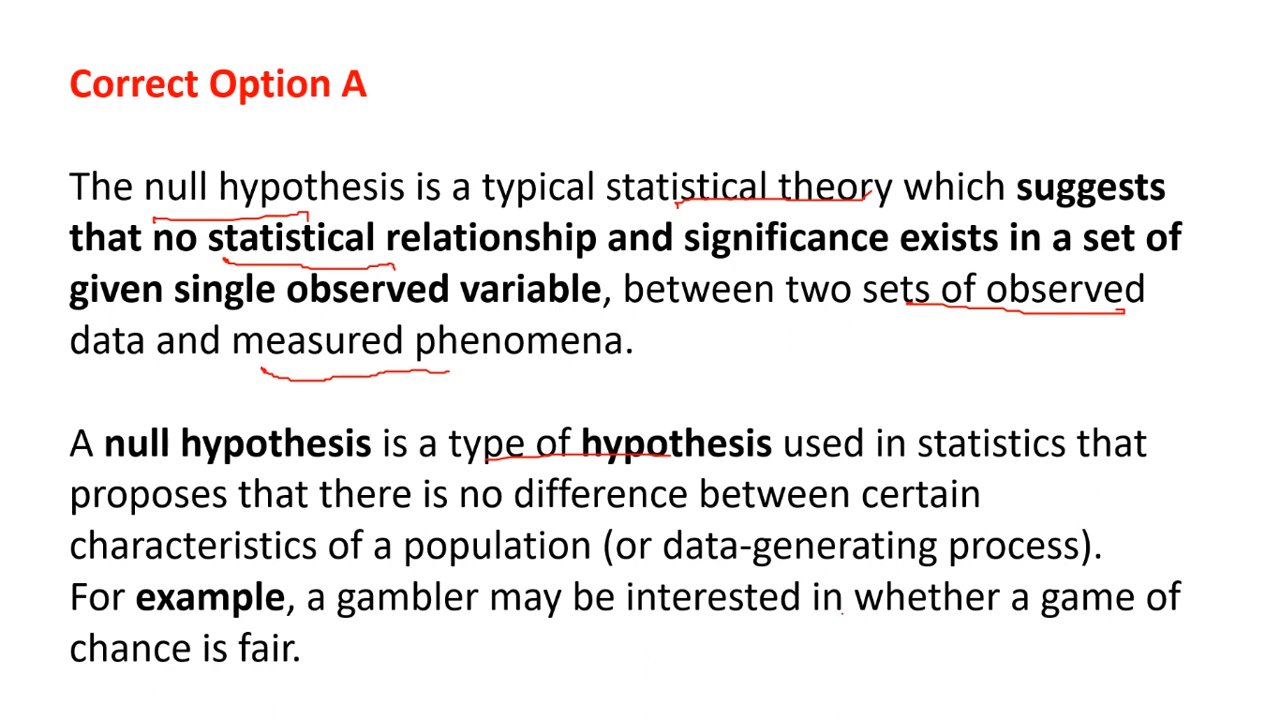 Correct Option A
The null hypothesis is a typical statistical theory which suggests
that no statistical relationship and significance exists in a set of
given single observed variable, between two sets of observed
data and measured phenomena.
A null hypothesis is a type of hypothesis used in statistics that
proposes that there is no difference between certain
characteristics of a population (or data-generating process).
For example, a gambler may be interested in whether a game of
chance is fair.